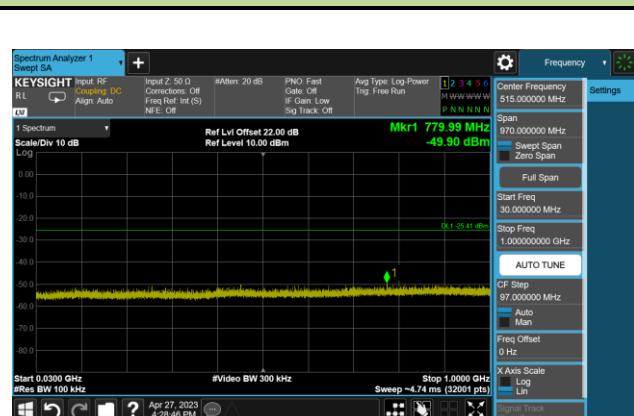 Spectrum Analyzer 1
Swept SA
Frequency
KEYSIGHT
RL
Input: RF
Coupling: DC
Align: Auto
Input Z: 50 Ω
Corrections: Off
Freq Ref: Int (S)
NFE: Off
#Atten: 20 dB
PNO: Fast
Gate: Off
IF Gain: Low
Sig Track: Off
Avg Type: Log-Power
Trig: Free Run
1 2 3 4 5 6
M W W W W W
P N N N N N
LXI
1 Spectrum
Scale/Div 10 dB
Log
Ref Lvl Offset 22.00 dB
Ref Level 10.00 dBm
Mkr1 779.99 MHz
-49.90 dBm
0.00
-10.0
-20.0
-30.0
-40.0
-50.0
-60.0
-70.0
-80.0
DL1 -25.41 dBm
1
Start 0.0300 GHz
#Res BW 100 kHz
#Video BW 300 kHz
Stop 1.0000 GHz
Sweep ~4.74 ms (32001 pts)
Center Frequency
515.000000 MHz
Settings
Span
970.000000 MHz
Swept Span
Zero Span
Full Span
Start Freq
30.000000 MHz
Stop Freq
1.000000000 GHz
AUTO TUNE
CF Step
97.000000 MHz
Auto
Man
Freq Offset
0 Hz
X Axis Scale
Log
Lin
Signal Track
?
Apr 27, 2023
4:28:46 PM